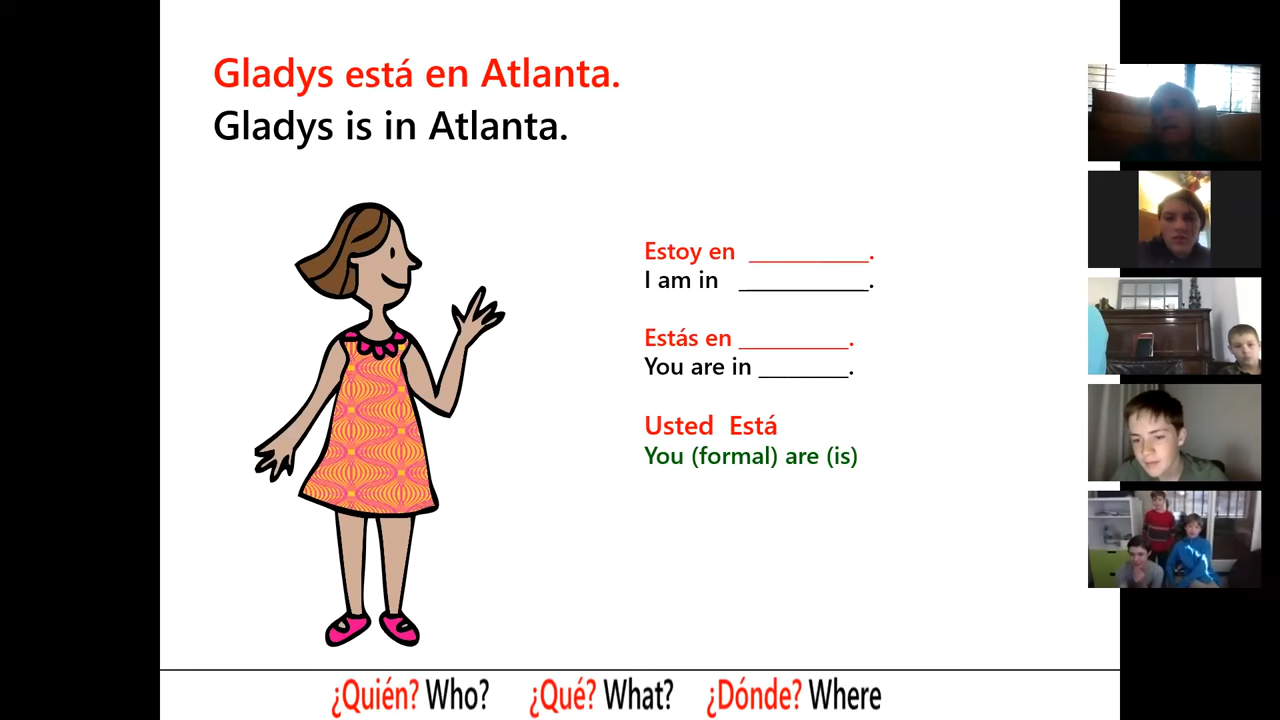 Gladys está en Atlanta.
Gladys is in Atlanta.
Estoy en __________.
I am in ___________.
Estás en _________.
You are in ________.
Usted Está
You (formal) are (is)
¿Quién? Who? ¿Qué? What? ¿Dónde? Where